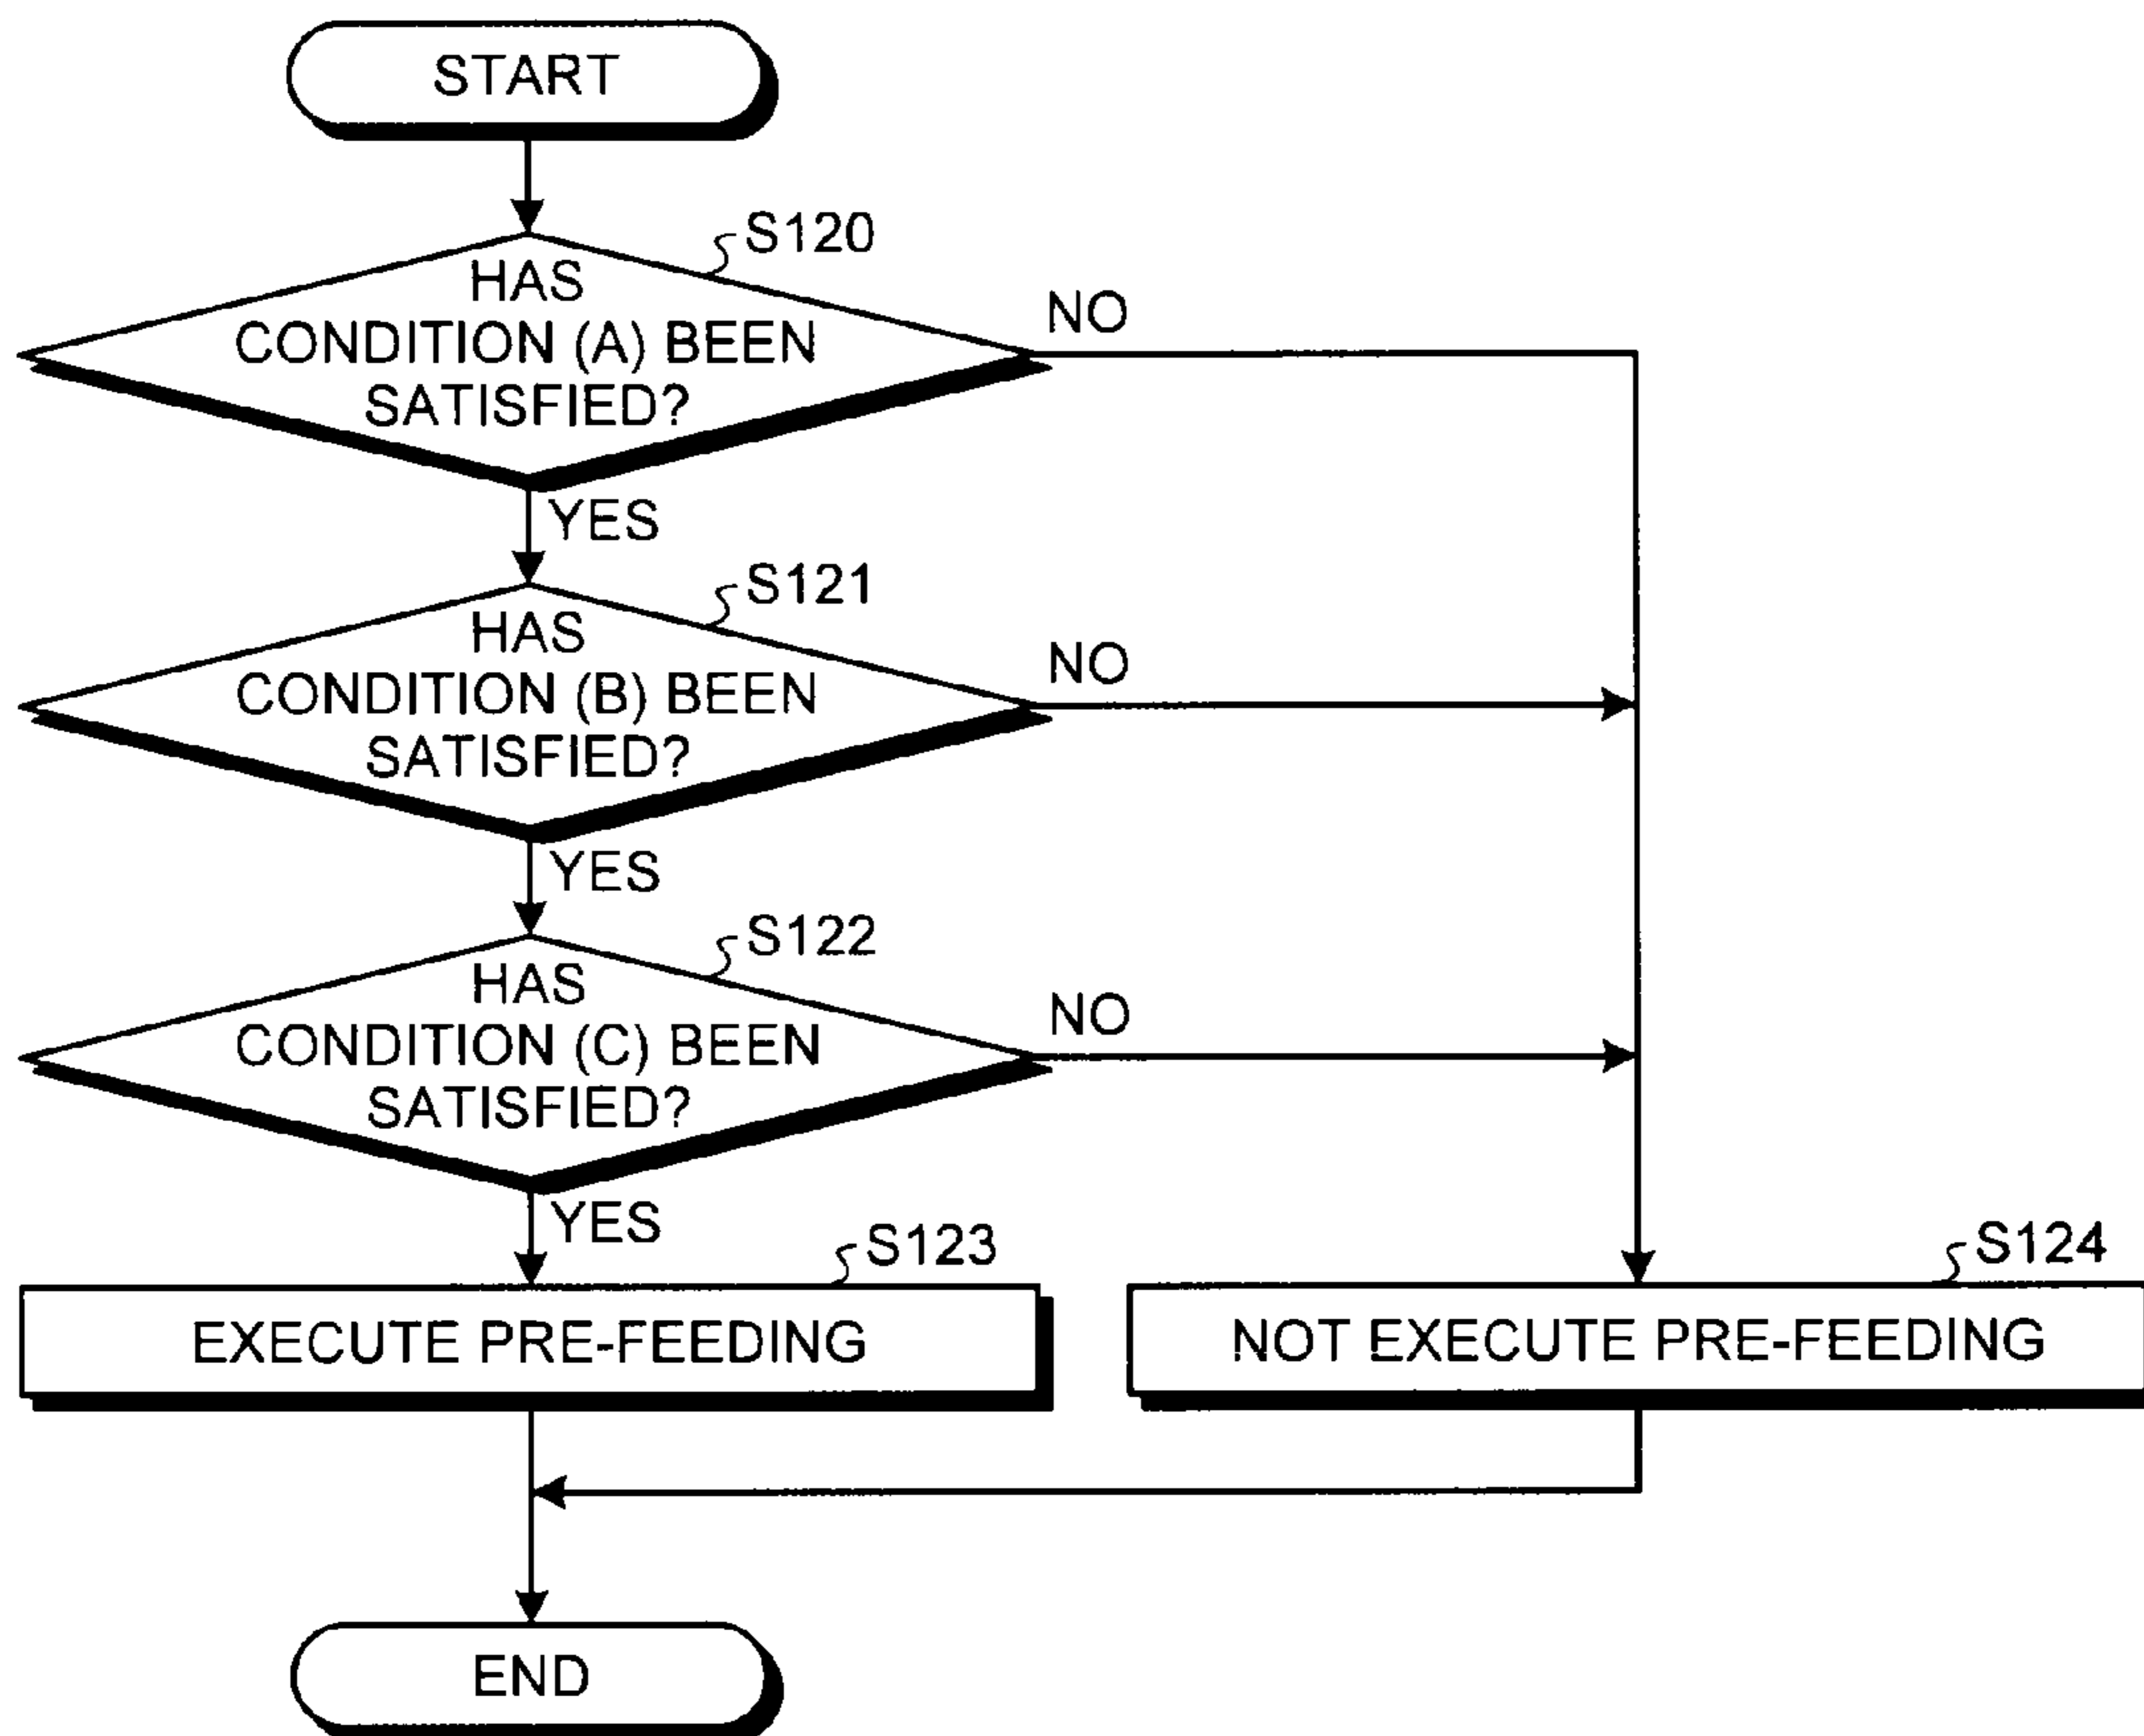 START
S120
HAS
CONDITION (A) BEEN
SATISFIED?
NO
YES
S121
HAS
CONDITION (B) BEEN
SATISFIED?
NO
YES
S122
HAS
CONDITION (C) BEEN
SATISFIED?
NO
YES
S123
EXECUTE PRE-FEEDING
S124
NOT EXECUTE PRE-FEEDING
END